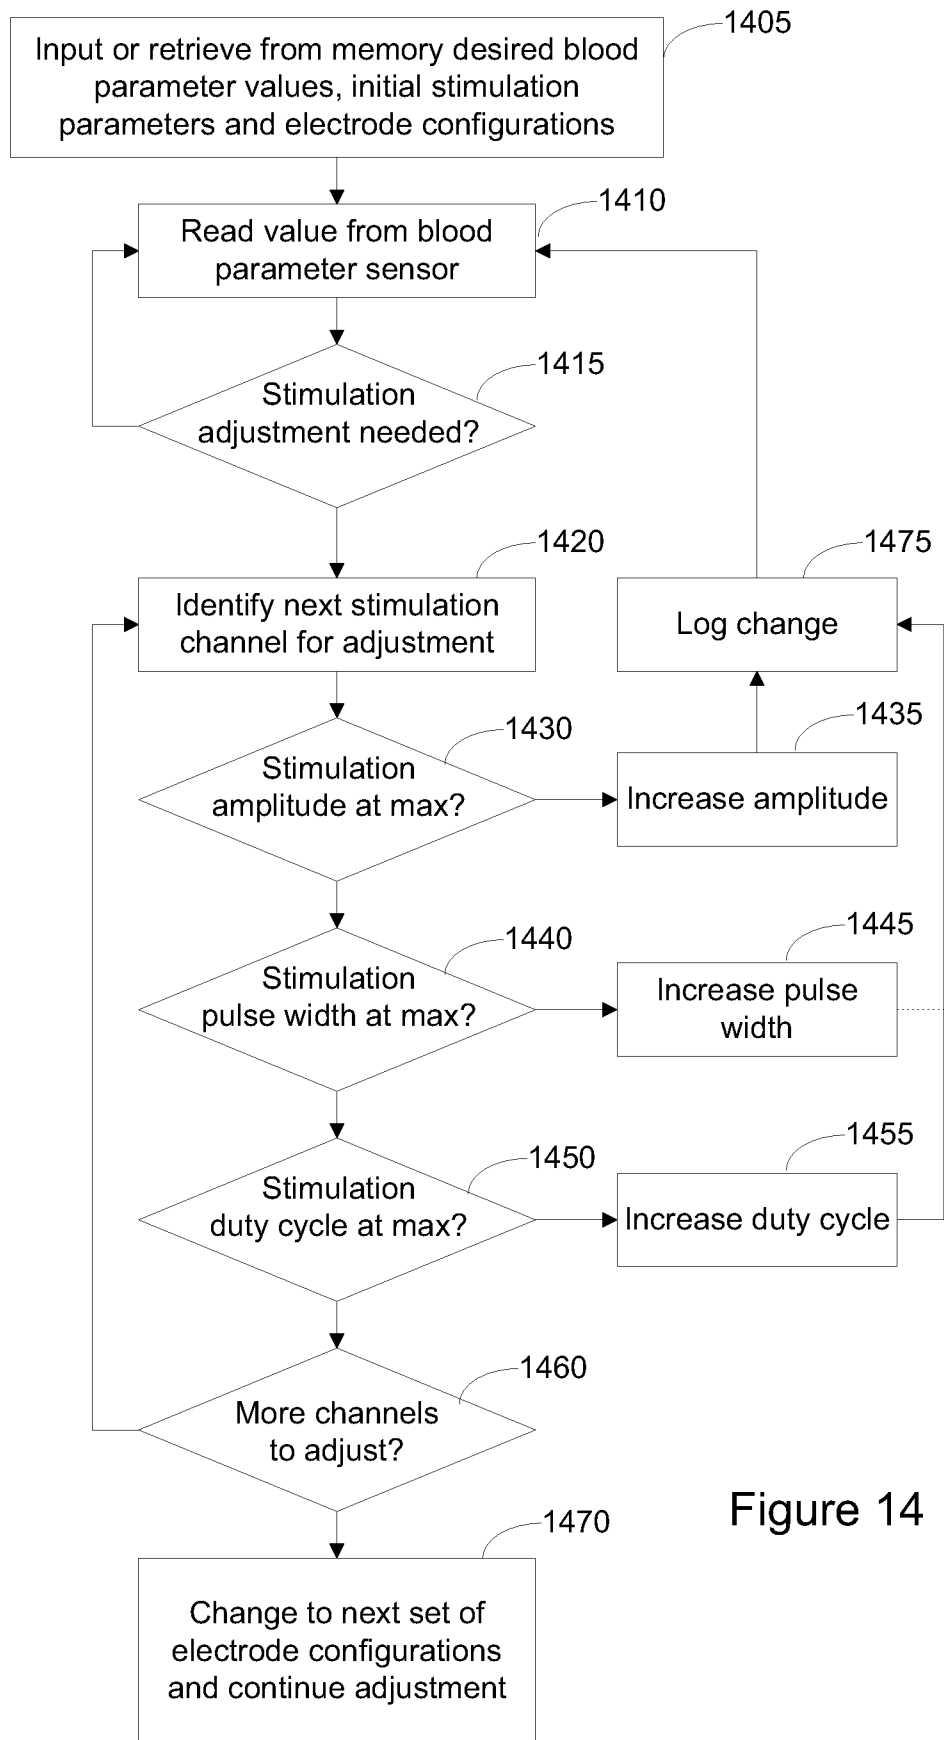 1405
Input or retrieve from memory desired blood
parameter values, initial stimulation
parameters and electrode configurations
1410
Read value from blood
parameter sensor
1415
Stimulation
adjustment needed?
1420
Identify next stimulation
channel for adjustment
1475
Log change
1430
Stimulation
amplitude at max?
1435
Increase amplitude
1440
Stimulation
pulse width at max?
1445
Increase pulse
width
1450
Stimulation
duty cycle at max?
1455
Increase duty cycle
1460
More channels
to adjust?
Figure 14
1470
Change to next set of
electrode configurations
and continue adjustment